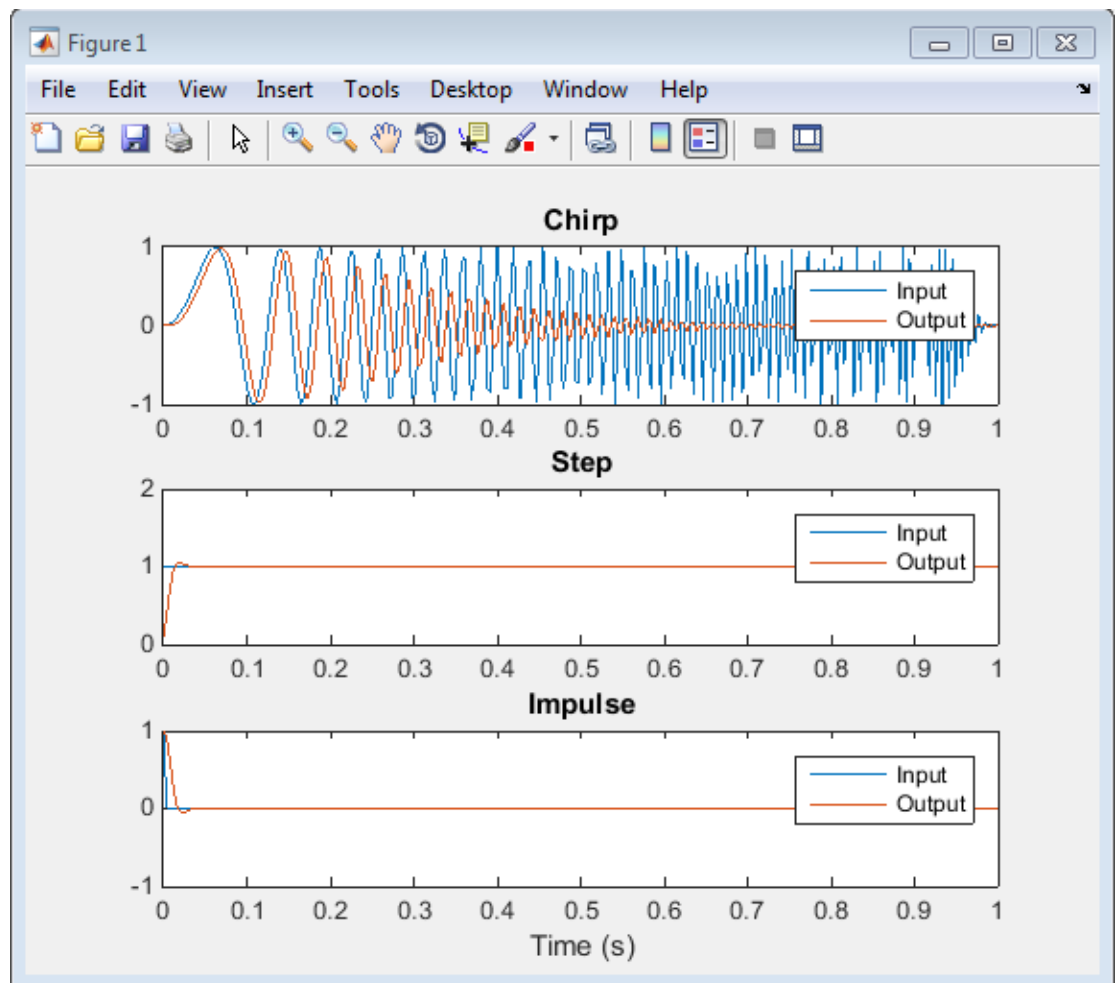 Figure 1
File Edit View Insert Tools Desktop Window Help
Chirp
1
0
-1
Input
Output
0 0.1 0.2 0.3 0.4 0.5 0.6 0.7 0.8 0.9 1
Step
2
1
0
Input
Output
0 0.1 0.2 0.3 0.4 0.5 0.6 0.7 0.8 0.9 1
Impulse
1
0
-1
Input
Output
0 0.1 0.2 0.3 0.4 0.5 0.6 0.7 0.8 0.9 1
Time (s)